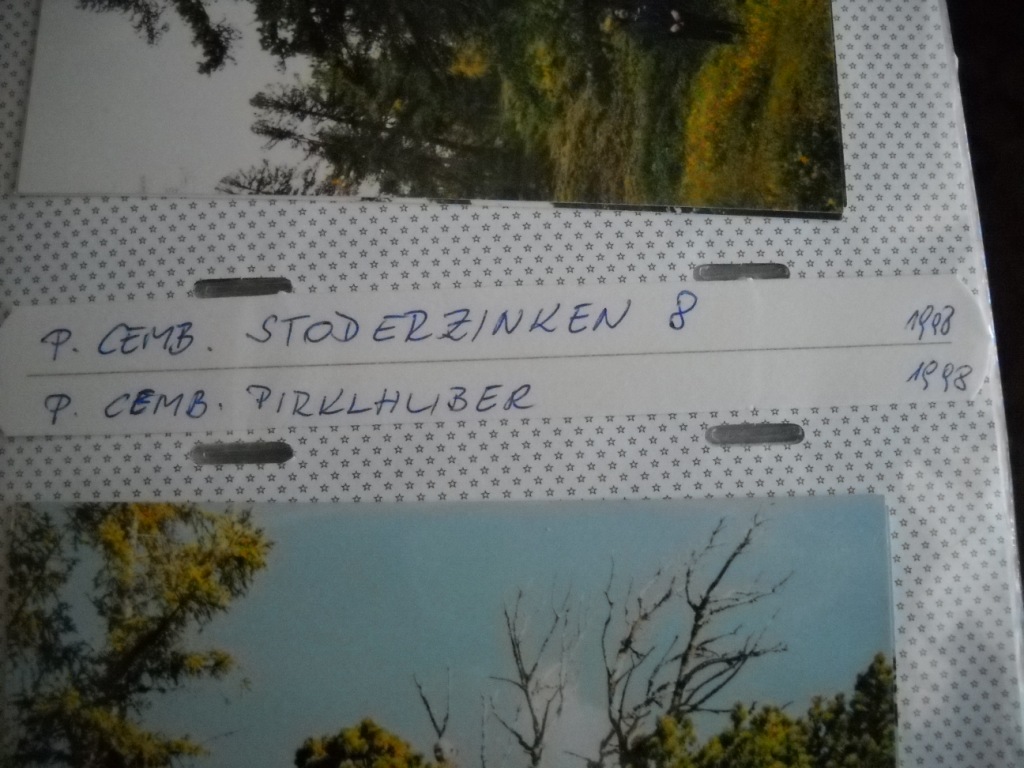 P. CEMB. STODERZINKEN 8 1998
P. CEMB. PIRKLHUBER 1998